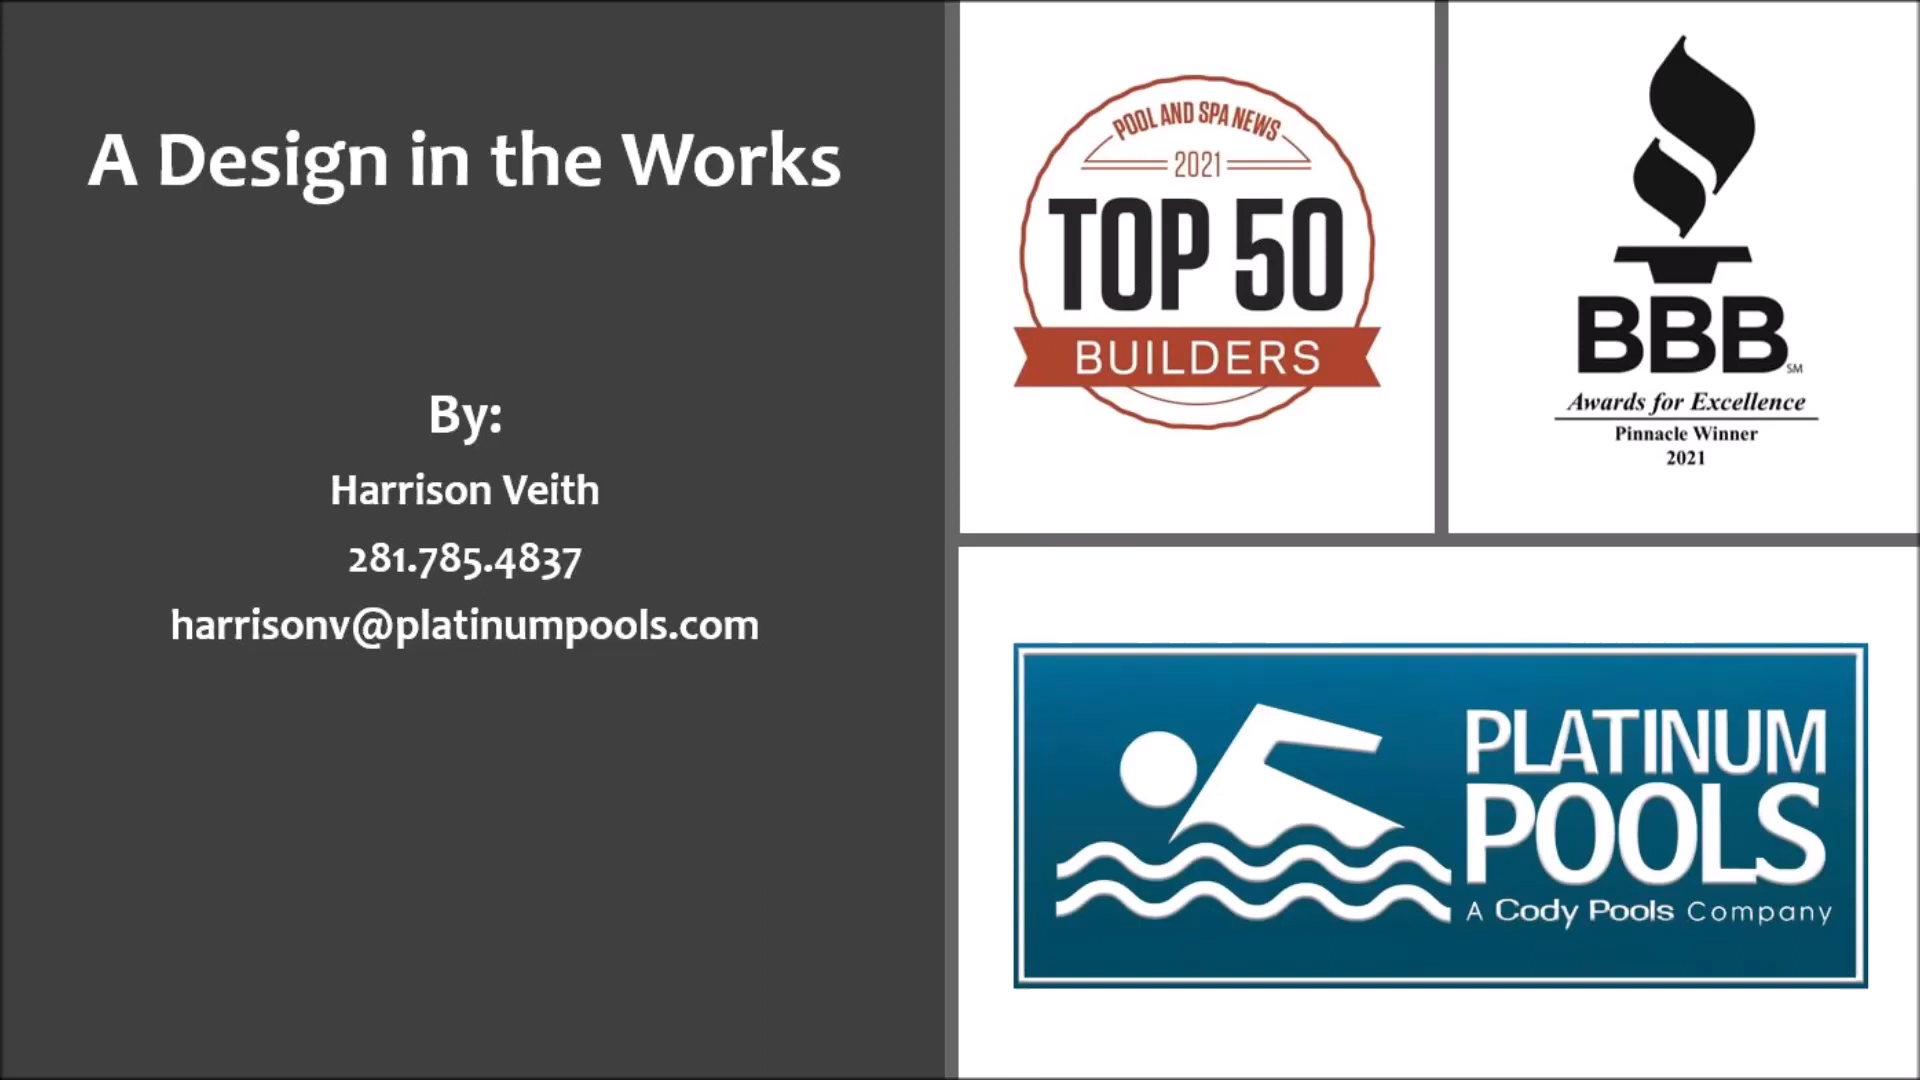 A Design in the Works
By:
Harrison Veith
281.785.4837
harrisonv@platinumpools.com
POOL AND SPA NEWS
2021
TOP 50
BUILDERS
BBB SM
Awards for Excellence
Pinnacle Winner
2021
PLATINUM
POOLS
A Cody Pools Company